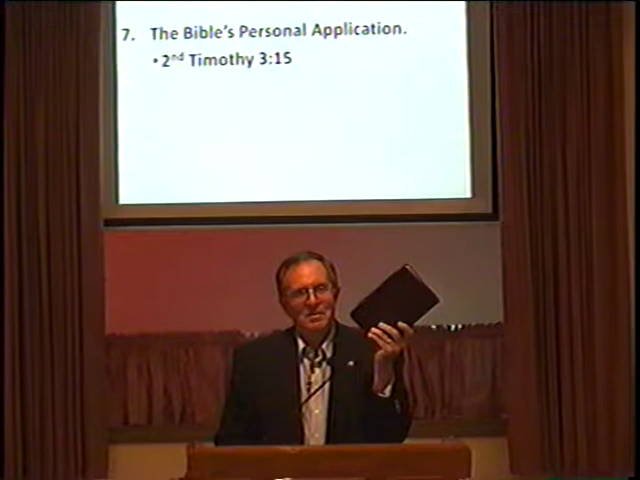 7. The Bible's Personal Application.
• 2nd Timothy 3:15